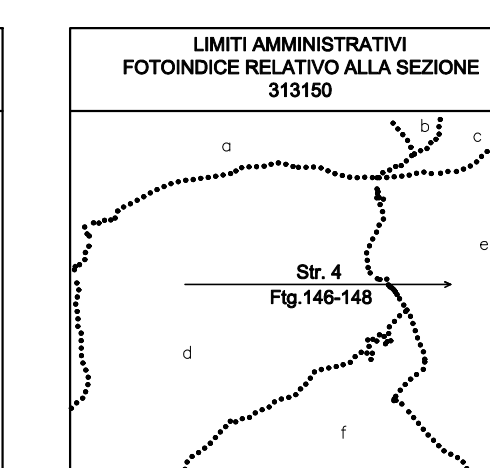 LIMITI AMMINISTRATIVI
FOTOINDICE RELATIVO ALLA SEZIONE
313150
b
c
a
e
Str. 4
Ftg.146-148
d
f